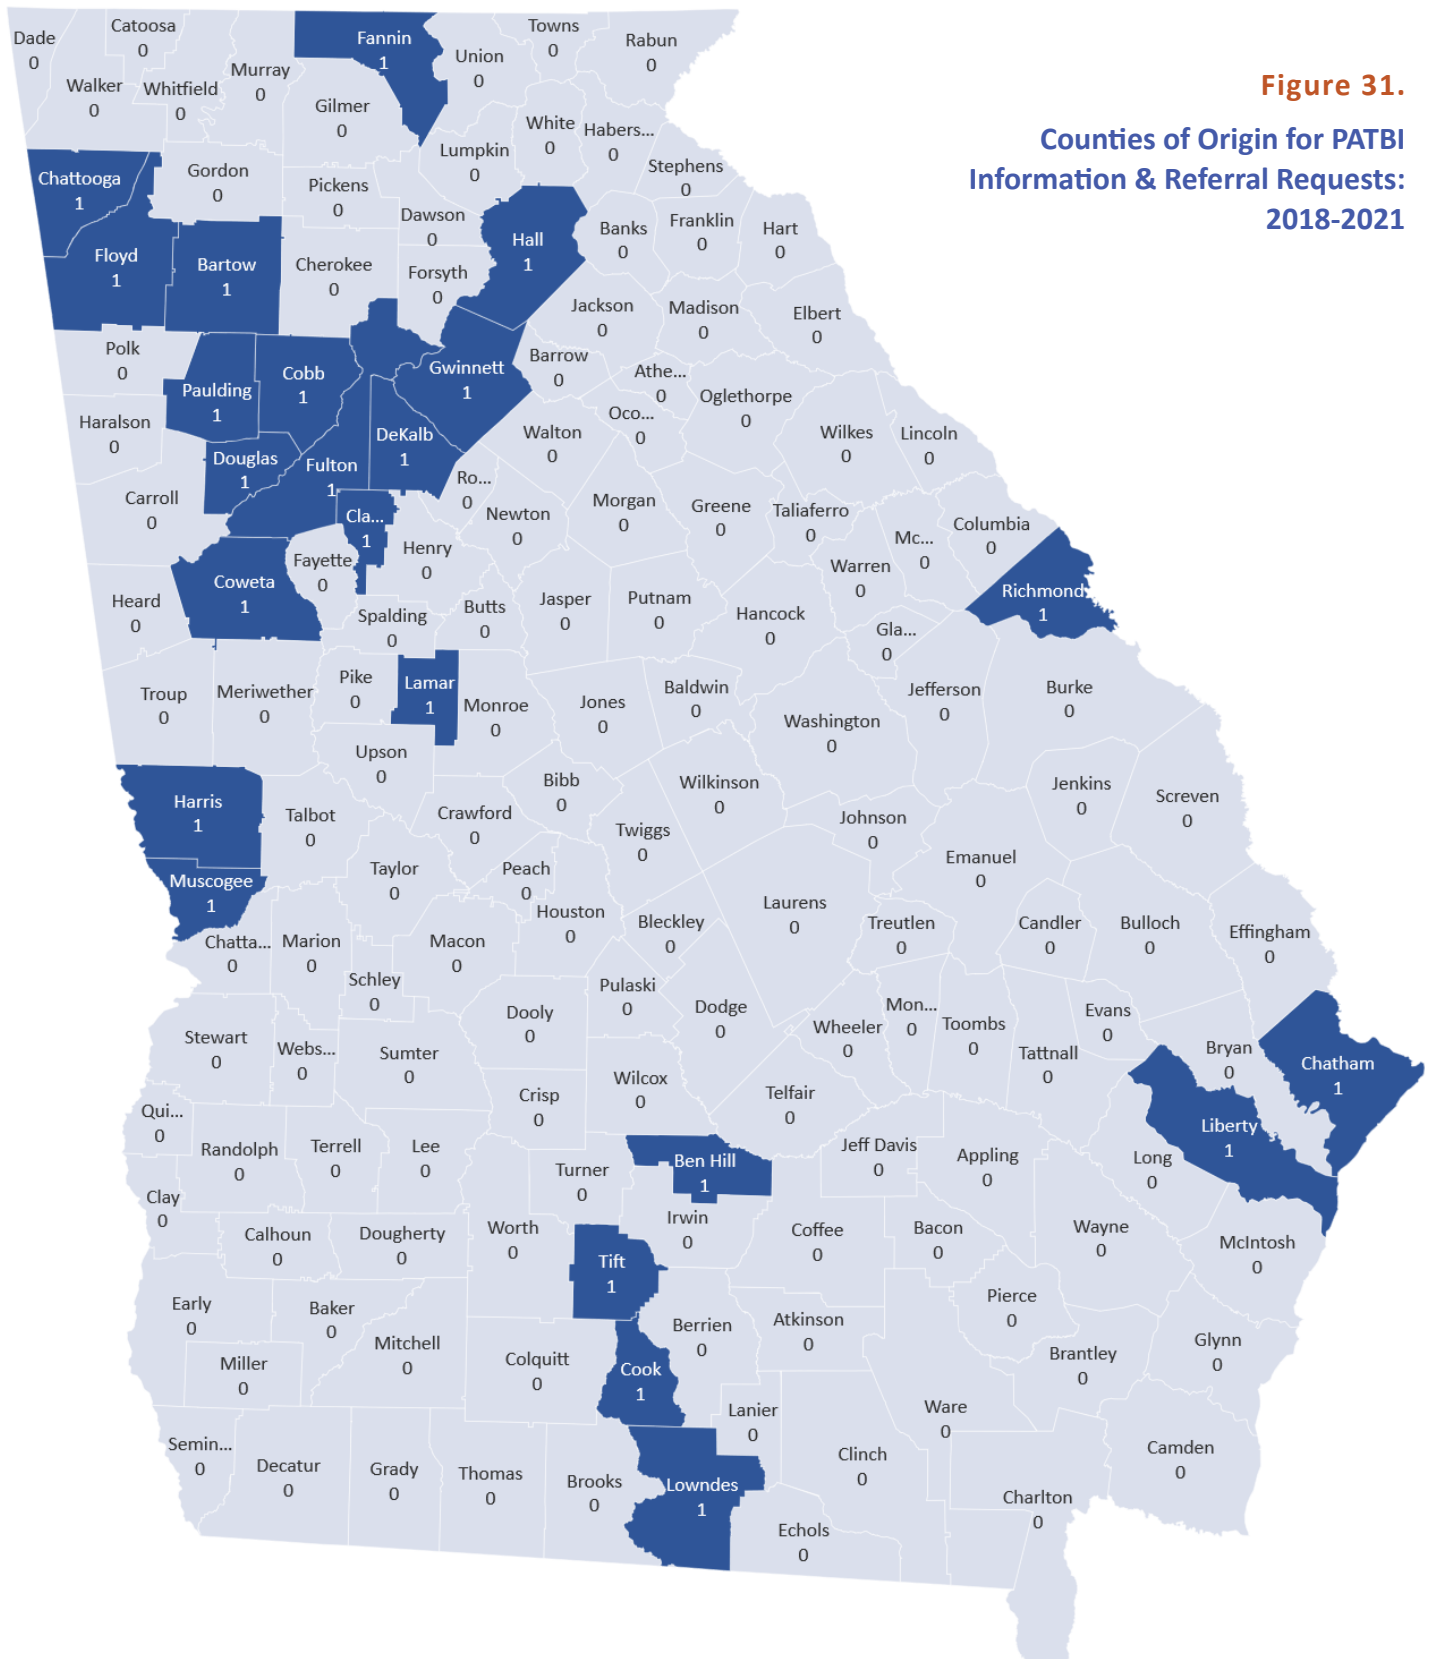 Figure 31.
Counties of Origin for PATBI
Information & Referral Requests:
2018-2021
Dade
0
Catoosa
0
Walker
0
Whitfield
0
Murray
0
Fannin
1
Gilmer
0
Union
0
Towns
0
Rabun
0
White
0
Habers...
0
Lumpkin
0
Stephens
0
Chattooga
1
Gordon
0
Pickens
0
Dawson
0
Hall
1
Banks
0
Franklin
0
Hart
0
Floyd
1
Bartow
1
Cherokee
0
Forsyth
0
Jackson
0
Madison
0
Elbert
0
Polk
0
Paulding
1
Cobb
1
Gwinnett
1
Barrow
0
Athe...
0
Oglethorpe
0
Haralson
0
Douglas
1
Fulton
1
DeKalb
1
Walton
0
Oco...
0
Wilkes
0
Lincoln
0
Carroll
0
Cla...
1
Ro...
0
Newton
0
Morgan
0
Greene
0
Taliaferro
0
Mc...
0
Columbia
0
Coweta
1
Fayette
0
Henry
0
Warren
0
Richmond
1
Heard
0
Spalding
0
Butts
0
Jasper
0
Putnam
0
Hancock
0
Gla...
0
Troup
0
Meriwether
0
Pike
0
Lamar
1
Monroe
0
Jones
0
Baldwin
0
Washington
0
Jefferson
0
Burke
0
Upson
0
Harris
1
Talbot
0
Crawford
0
Bibb
0
Twiggs
0
Wilkinson
0
Johnson
0
Jenkins
0
Screven
0
Muscogee
1
Taylor
0
Peach
0
Houston
0
Bleckley
0
Laurens
0
Emanuel
0
Treutlen
0
Candler
0
Bulloch
0
Effingham
0
Chatta...
0
Marion
0
Schley
0
Macon
0
Pulaski
0
Dodge
0
Dooly
0
Stewart
0
Webs...
0
Sumter
0
Wheeler
0
Mon...
0
Toombs
0
Tattnall
0
Evans
0
Bryan
0
Chatham
1
Crisp
0
Wilcox
0
Telfair
0
Liberty
1
Qui...
0
Randolph
0
Terrell
0
Lee
0
Turner
0
Ben Hill
1
Jeff Davis
0
Appling
0
Long
0
Clay
0
Calhoun
0
Dougherty
0
Worth
0
Tift
1
Irwin
0
Coffee
0
Bacon
0
Wayne
0
McIntosh
0
Early
0
Baker
0
Mitchell
0
Miller
0
Colquitt
0
Cook
1
Berrien
0
Atkinson
0
Pierce
0
Brantley
0
Glynn
0
Lanier
0
Ware
0
Semin...
0
Decatur
0
Grady
0
Thomas
0
Brooks
0
Lowndes
1
Clinch
0
Echols
0
Charlton
0
Camden
0